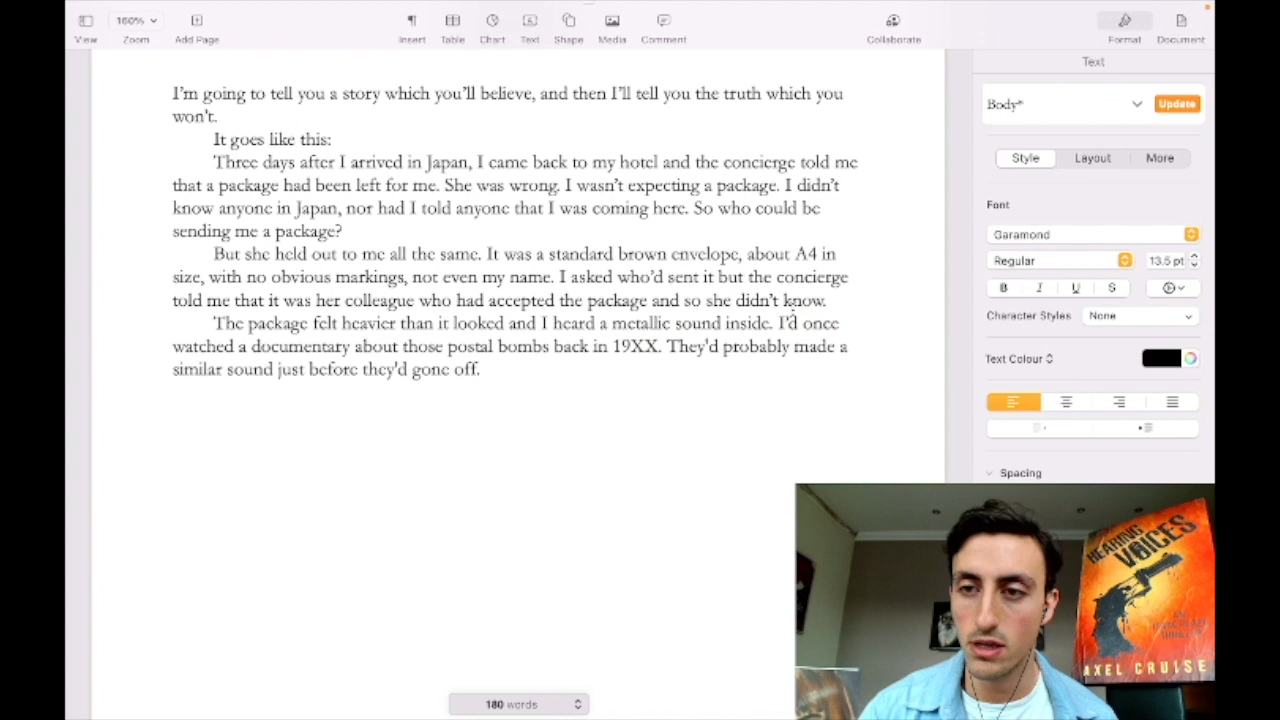 160%
View
Zoom
Add Page
Insert
Table
Chart
Text
Shape
Media
Comment
Collaborate
Format
Document
Text
Body*
Update
Style
Layout
More
Font
Garamond
Regular
13.5 pt
B
I
U
S
Character Styles
None
Text Colour
Spacing
I'm going to tell you a story which you'll believe, and then I'll tell you the truth which you
won't.
It goes like this:
Three days after I arrived in Japan, I came back to my hotel and the concierge told me
that a package had been left for me. She was wrong. I wasn't expecting a package. I didn't
know anyone in Japan, nor had I told anyone that I was coming here. So who could be
sending me a package?
But she held out to me all the same. It was a standard brown envelope, about A4 in
size, with no obvious markings, not even my name. I asked who'd sent it but the concierge
told me that it was her colleague who had accepted the package and so she didn't know.
The package felt heavier than it looked and I heard a metallic sound inside. I'd once
watched a documentary about those postal bombs back in 19XX. They'd probably made a
similar sound just before they'd gone off.
180 words
HEARING
VOICES
AXEL CRUISE